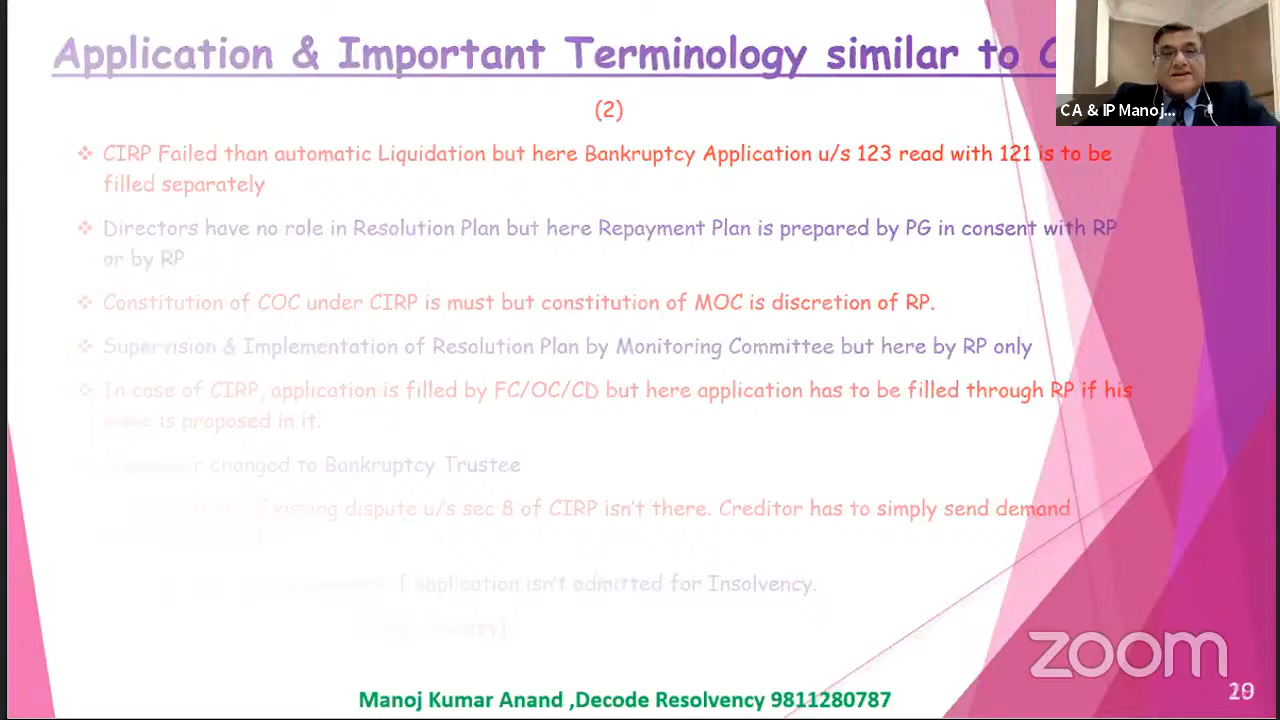 Application & Important Terminology similar to C
CA & IP Manoj...
(2)
❖ CIRP Failed than automatic Liquidation but here Bankruptcy Application u/s 123 read with 121 is to be
filled separately
❖ Directors have no role in Resolution Plan but here Repayment Plan is prepared by PG in consent with RP
or by RP
❖ Constitution of COC under CIRP is must but constitution of MOC is discretion of RP.
❖ Supervision & Implementation of Resolution Plan by Monitoring Committee but here by RP only
❖ In case of CIRP, application is filled by FC/OC/CD but here application has to be filled through RP if his
name is proposed in it.
changed to Bankruptcy Trustee
dispute u/s sec 8 of CIRP isn't there. Creditor has to simply send demand
if application isn't admitted for Insolvency.
zoom
Manoj Kumar Anand ,Decode Resolvency 9811280787